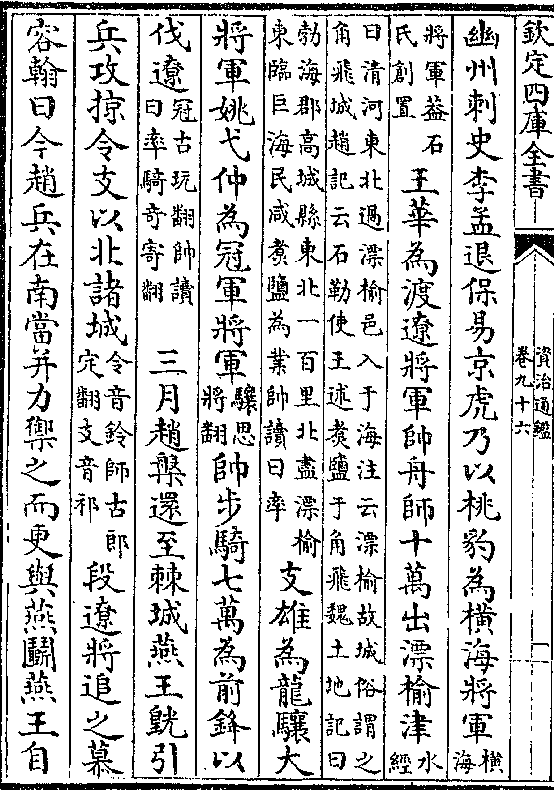 欽定四庫全書
資治通鑑
卷九十六
幽州刺史李孟退保易京虎乃以桃豹為橫海將軍橫海
將軍蓋石氏創置王華為渡遼將軍帥舟師十萬出漂榆津水經
曰清河東北過漂榆邑入于海注云漂榆故城俗謂之
角飛城趙記云石勒使王述煑鹽于角飛魏土地記曰
勃海郡高城縣東北一百里北盡漂榆東臨巨海民咸煑鹽為業帥讀曰率支雄為龍驤大
將軍姚弋仲為冠軍將軍驤思將翻帥步騎七萬為前鋒以
伐遼冠古玩翻帥讀曰率騎奇寄翻三月趙槃還至棘城燕王皝引
兵攻掠令支以北諸城令音鈴師古郎定翻支音祁段遼將追之慕
容翰曰今趙兵在南當并力禦之而更與燕鬭燕王自